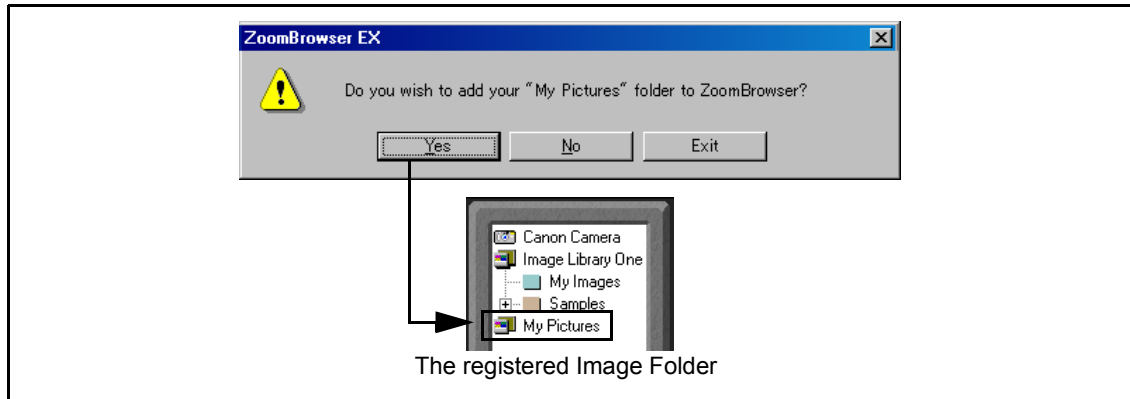 ZoomBrowser EX
Do you wish to add your "My Pictures" folder to ZoomBrowser?
Yes No Exit
Canon Camera
Image Library One
My Images
Samples
My Pictures
The registered Image Folder